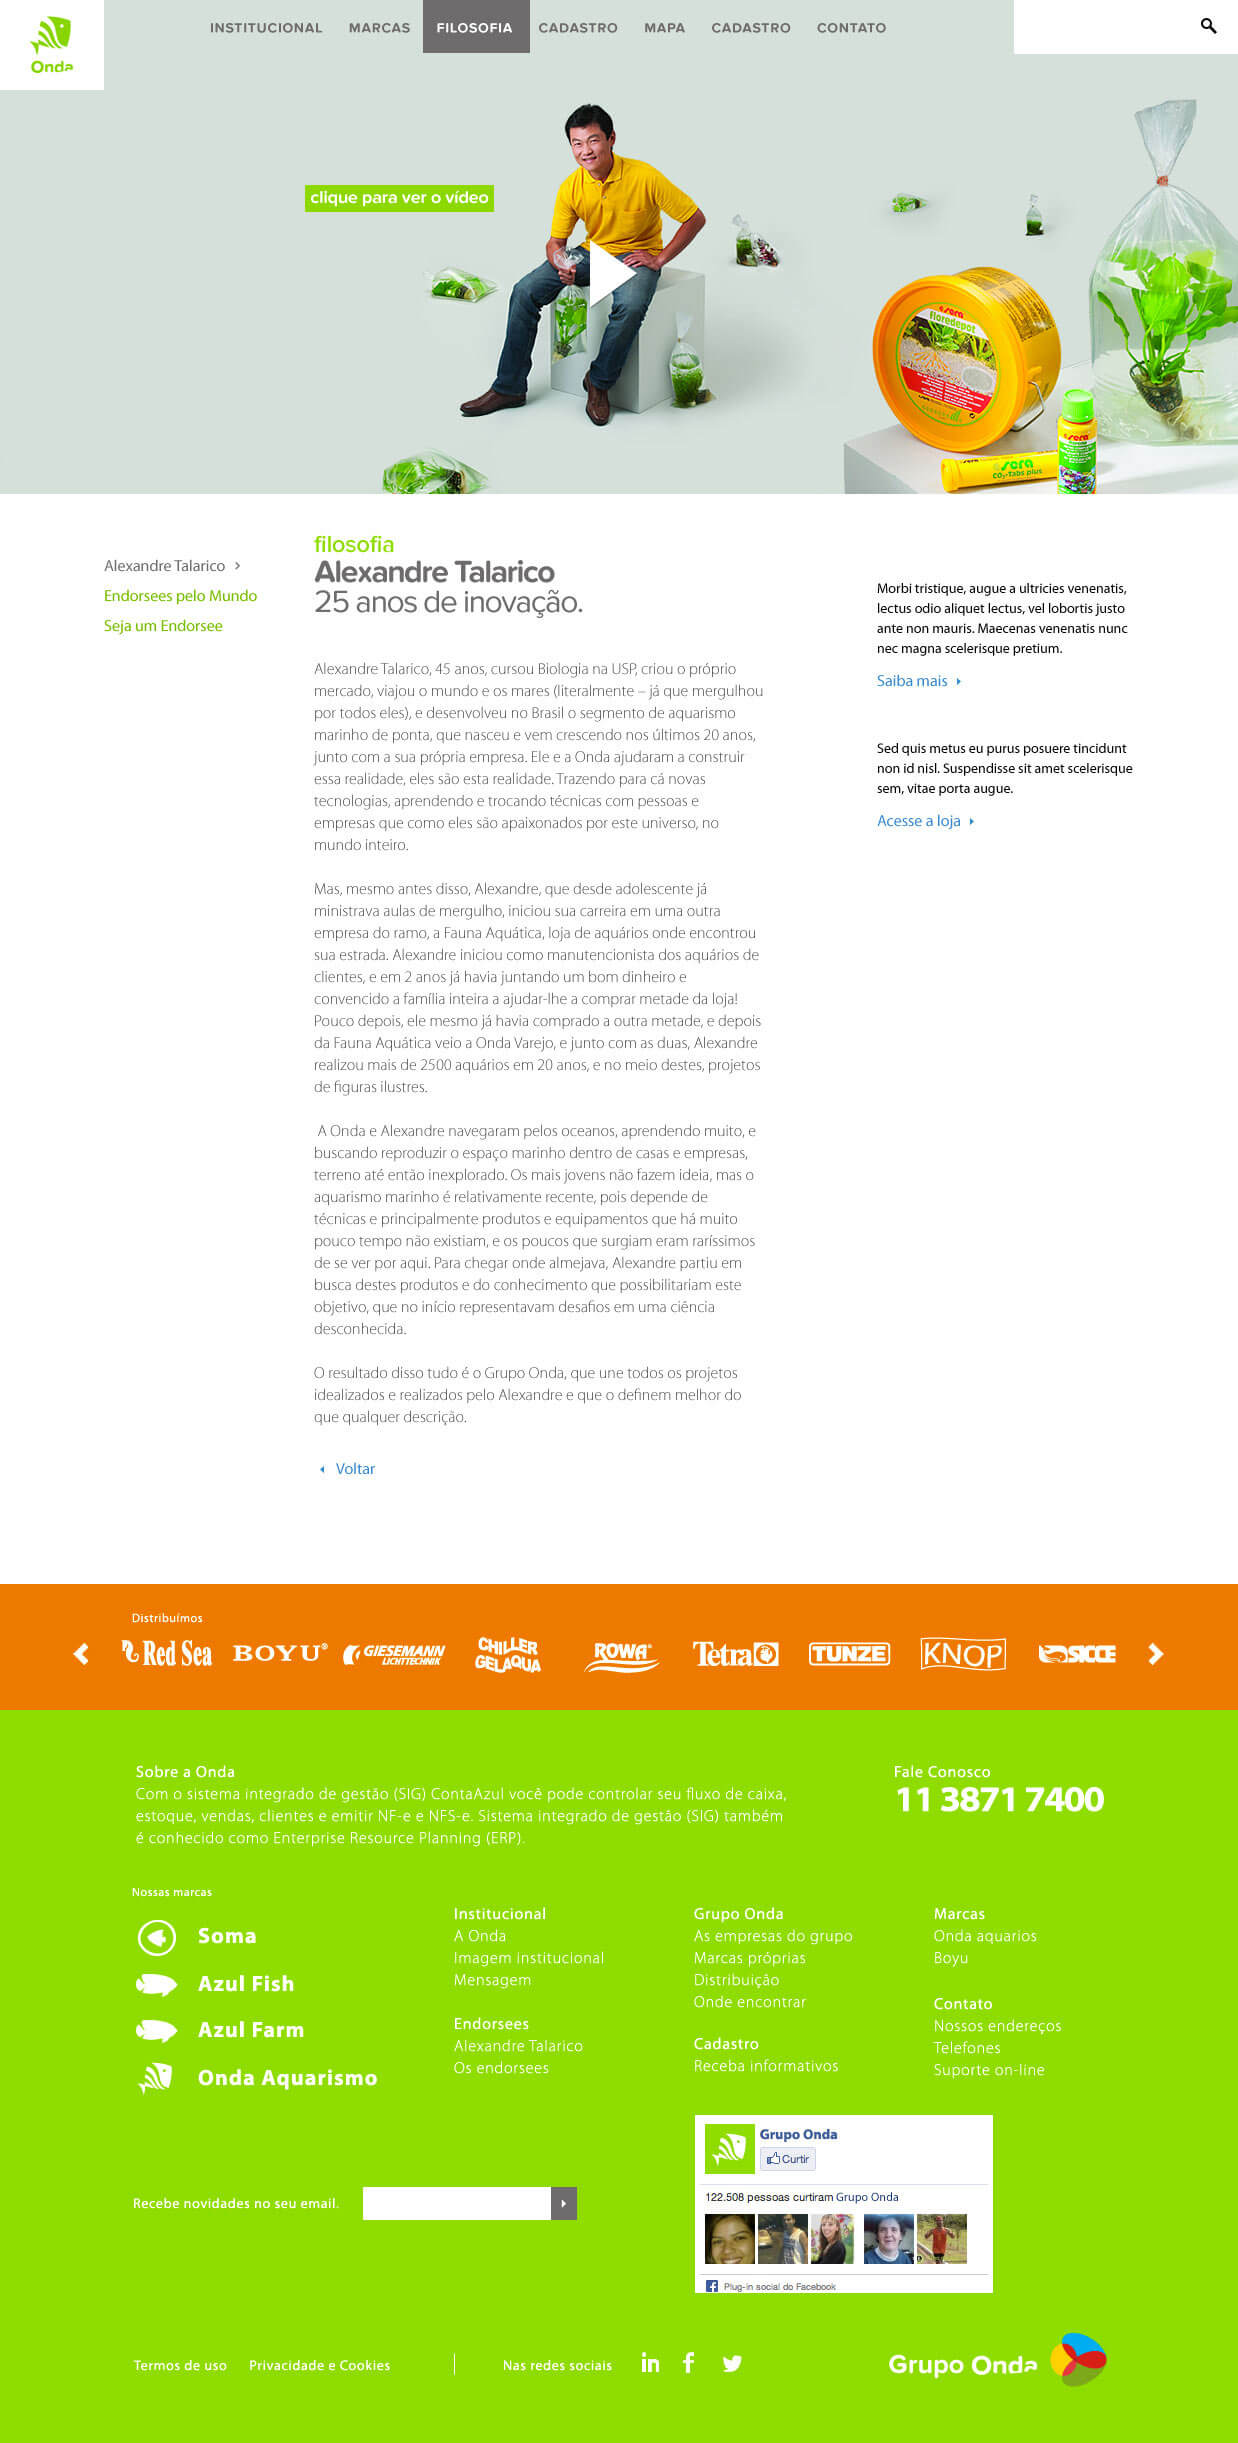 Onda
INSTITUCIONAL MARCAS FILOSOFIA CADASTRO MAPA CADASTRO CONTATO
clique para ver o vídeo
sera
floredepot
sera
sera
CO₂-Tabs plus
filosofia
Alexandre Talarico
25 anos de inovação.
Alexandre Talarico
Endorsees pelo Mundo
Seja um Endorsee
Alexandre Talarico, 45 anos, cursou Biologia na USP, criou o próprio
mercado, viajou o mundo e os mares (literalmente – já que mergulhou
por todos eles), e desenvolveu no Brasil o segmento de aquarismo
marinho de ponta, que nasceu e vem crescendo nos últimos 20 anos,
junto com a sua própria empresa. Ele e a Onda ajudaram a construir
essa realidade, eles são esta realidade. Trazendo para cá novas
tecnologias, aprendendo e trocando técnicas com pessoas e
empresas que como eles são apaixonados por este universo, no
mundo inteiro.
Mas, mesmo antes disso, Alexandre, que desde adolescente já
ministrava aulas de mergulho, iniciou sua carreira em uma outra
empresa do ramo, a Fauna Aquática, loja de aquários onde encontrou
sua estrada. Alexandre iniciou como manutencionista dos aquários de
clientes, e em 2 anos já havia juntando um bom dinheiro e
convencido a família inteira a ajudar-lhe a comprar metade da loja!
Pouco depois, ele mesmo já havia comprado a outra metade, e depois
da Fauna Aquática veio a Onda Varejo, e junto com as duas, Alexandre
realizou mais de 2500 aquários em 20 anos, e no meio destes, projetos
de figuras ilustres.
A Onda e Alexandre navegaram pelos oceanos, aprendendo muito, e
buscando reproduzir o espaço marinho dentro de casas e empresas,
terreno até então inexplorado. Os mais jovens não fazem ideia, mas o
aquarismo marinho é relativamente recente, pois depende de
técnicas e principalmente produtos e equipamentos que há muito
pouco tempo não existiam, e os poucos que surgiam eram raríssimos
de se ver por aqui. Para chegar onde almejava, Alexandre partiu em
busca destes produtos e do conhecimento que possibilitariam este
objetivo, que no início representavam desafios em uma ciência
desconhecida.
O resultado disso tudo é o Grupo Onda, que une todos os projetos
idealizados e realizados pelo Alexandre e que o definem melhor do
que qualquer descrição.
Voltar
Morbi tristique, augue a ultricies venenatis,
lectus odio aliquet lectus, vel lobortis justo
ante non mauris. Maecenas venenatis nunc
nec magna scelerisque pretium.
Saiba mais
Sed quis metus eu purus posuere tincidunt
non id nisl. Suspendisse sit amet scelerisque
sem, vitae porta augue.
Acesse a loja
Distribuímos
Red Sea BOYU® GIESEMANN LICHTTECHNIK CHILLER GELAQUA ROWA® Tetra TUNZE KNOP SICCE
Sobre a Onda
Com o sistema integrado de gestão (SIG) ContaAzul você pode controlar seu fluxo de caixa,
estoque, vendas, clientes e emitir NF-e e NFS-e. Sistema integrado de gestão (SIG) também
é conhecido como Enterprise Resource Planning (ERP).
Fale Conosco
11 3871 7400
Nossas marcas
Soma
Azul Fish
Azul Farm
Onda Aquarismo
Institucional
A Onda
Imagem institucional
Mensagem
Endorsees
Alexandre Talarico
Os endorsees
Grupo Onda
As empresas do grupo
Marcas próprias
Distribuição
Onde encontrar
Cadastro
Receba informativos
Marcas
Onda aquarios
Boyu
Contato
Nossos endereços
Telefones
Suporte on-line
Recebe novidades no seu email.
Grupo Onda
Curtir
122.508 pessoas curtiram Grupo Onda
Plug-in social do Facebook
Termos de uso Privacidade e Cookies
Nas redes sociais
Grupo Onda